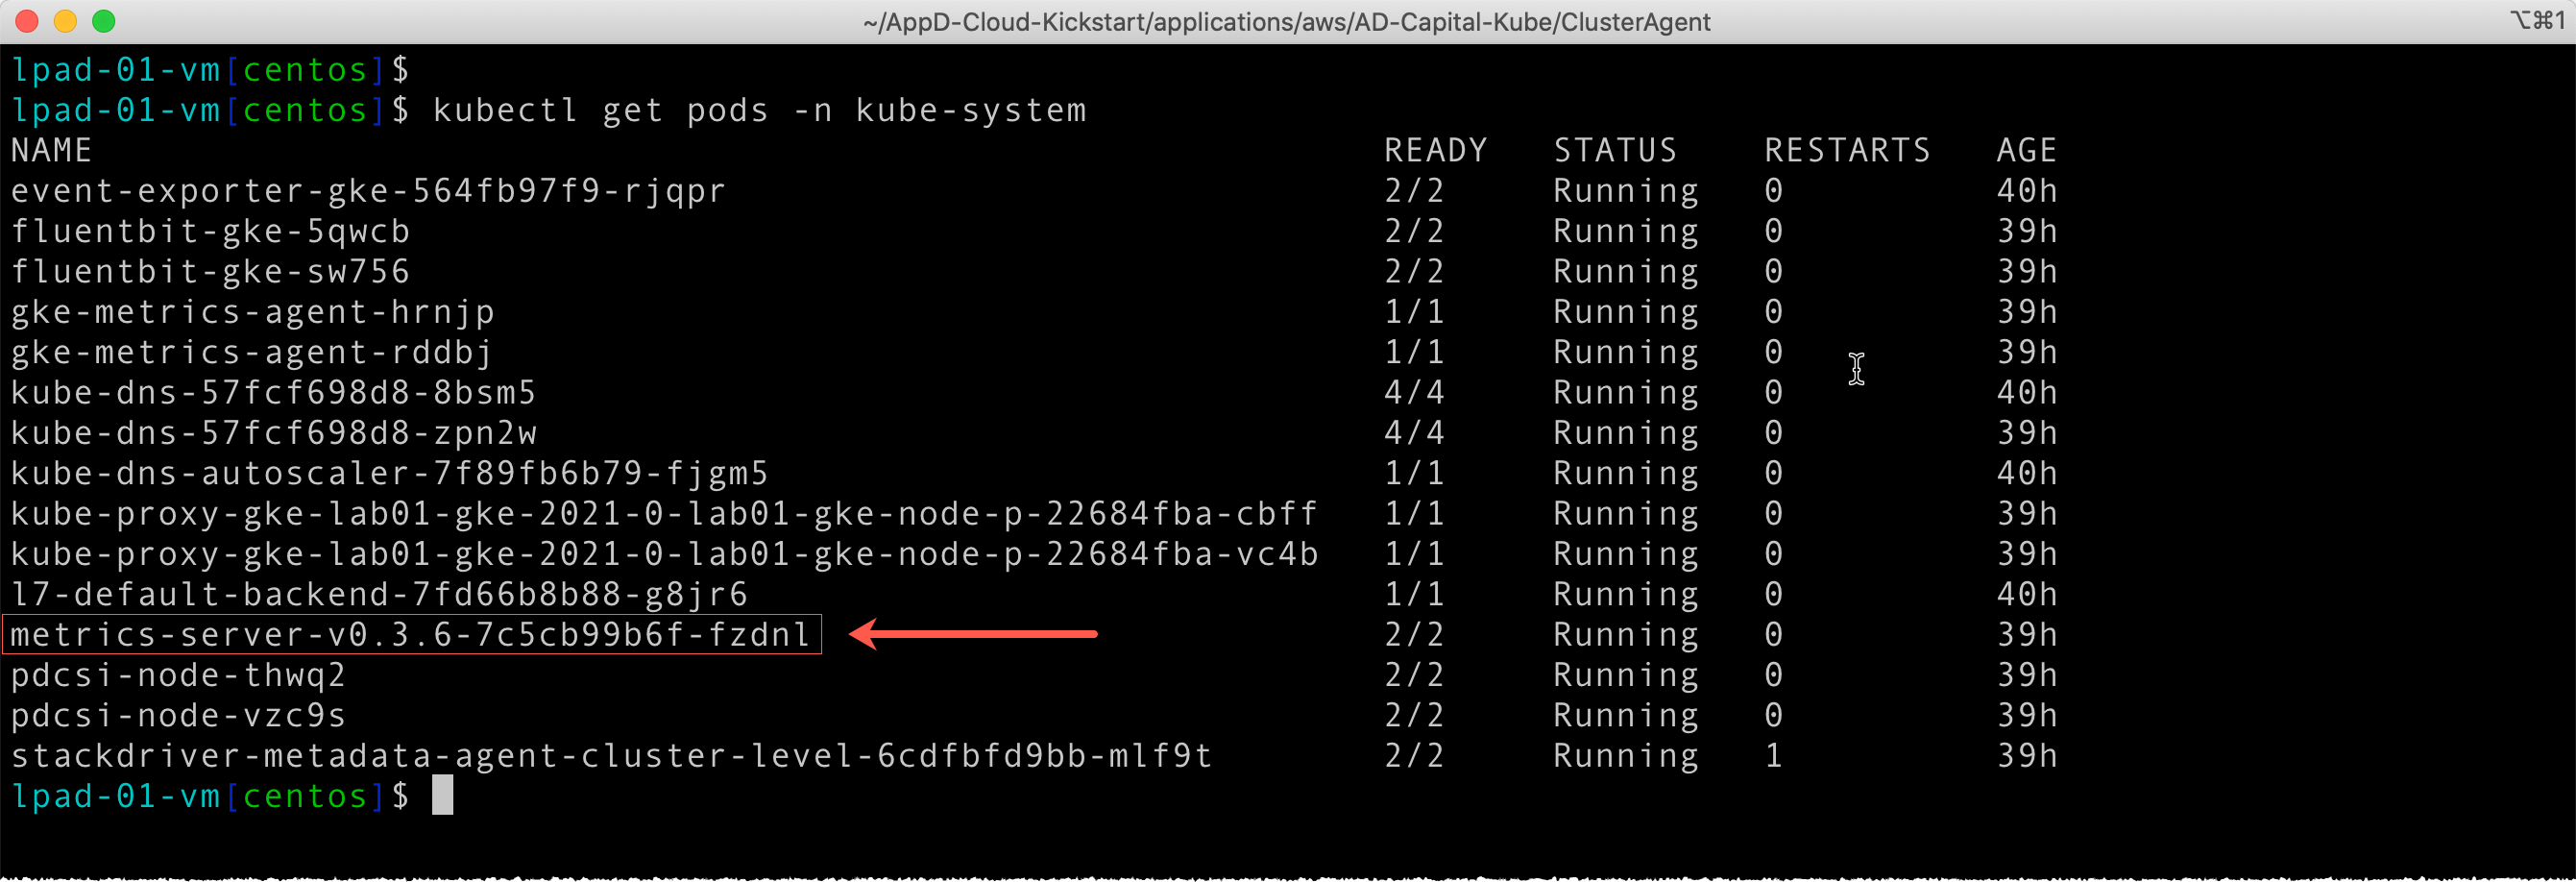 ~/AppD-Cloud-Kickstart/applications/aws/AD-Capital-Kube/ClusterAgent ⌥⌘1
lpad-01-vm[centos]$
lpad-01-vm[centos]$ kubectl get pods -n kube-system
NAME READY STATUS RESTARTS AGE
event-exporter-gke-564fb97f9-rjqpr 2/2 Running 0 40h
fluentbit-gke-5qwcb 2/2 Running 0 39h
fluentbit-gke-sw756 2/2 Running 0 39h
gke-metrics-agent-hrnjp 1/1 Running 0 39h
gke-metrics-agent-rddbj 1/1 Running 0 39h
kube-dns-57fcf698d8-8bsm5 4/4 Running 0 40h
kube-dns-57fcf698d8-zpn2w 4/4 Running 0 39h
kube-dns-autoscaler-7f89fb6b79-fjgm5 1/1 Running 0 40h
kube-proxy-gke-lab01-gke-2021-0-lab01-gke-node-p-22684fba-cbff 1/1 Running 0 39h
kube-proxy-gke-lab01-gke-2021-0-lab01-gke-node-p-22684fba-vc4b 1/1 Running 0 39h
l7-default-backend-7fd66b8b88-g8jr6 1/1 Running 0 40h
metrics-server-v0.3.6-7c5cb99b6f-fzdnl 2/2 Running 0 39h
pdcsi-node-thwq2 2/2 Running 0 39h
pdcsi-node-vzc9s 2/2 Running 0 39h
stackdriver-metadata-agent-cluster-level-6cdfbfd9bb-mlf9t 2/2 Running 1 39h
lpad-01-vm[centos]$